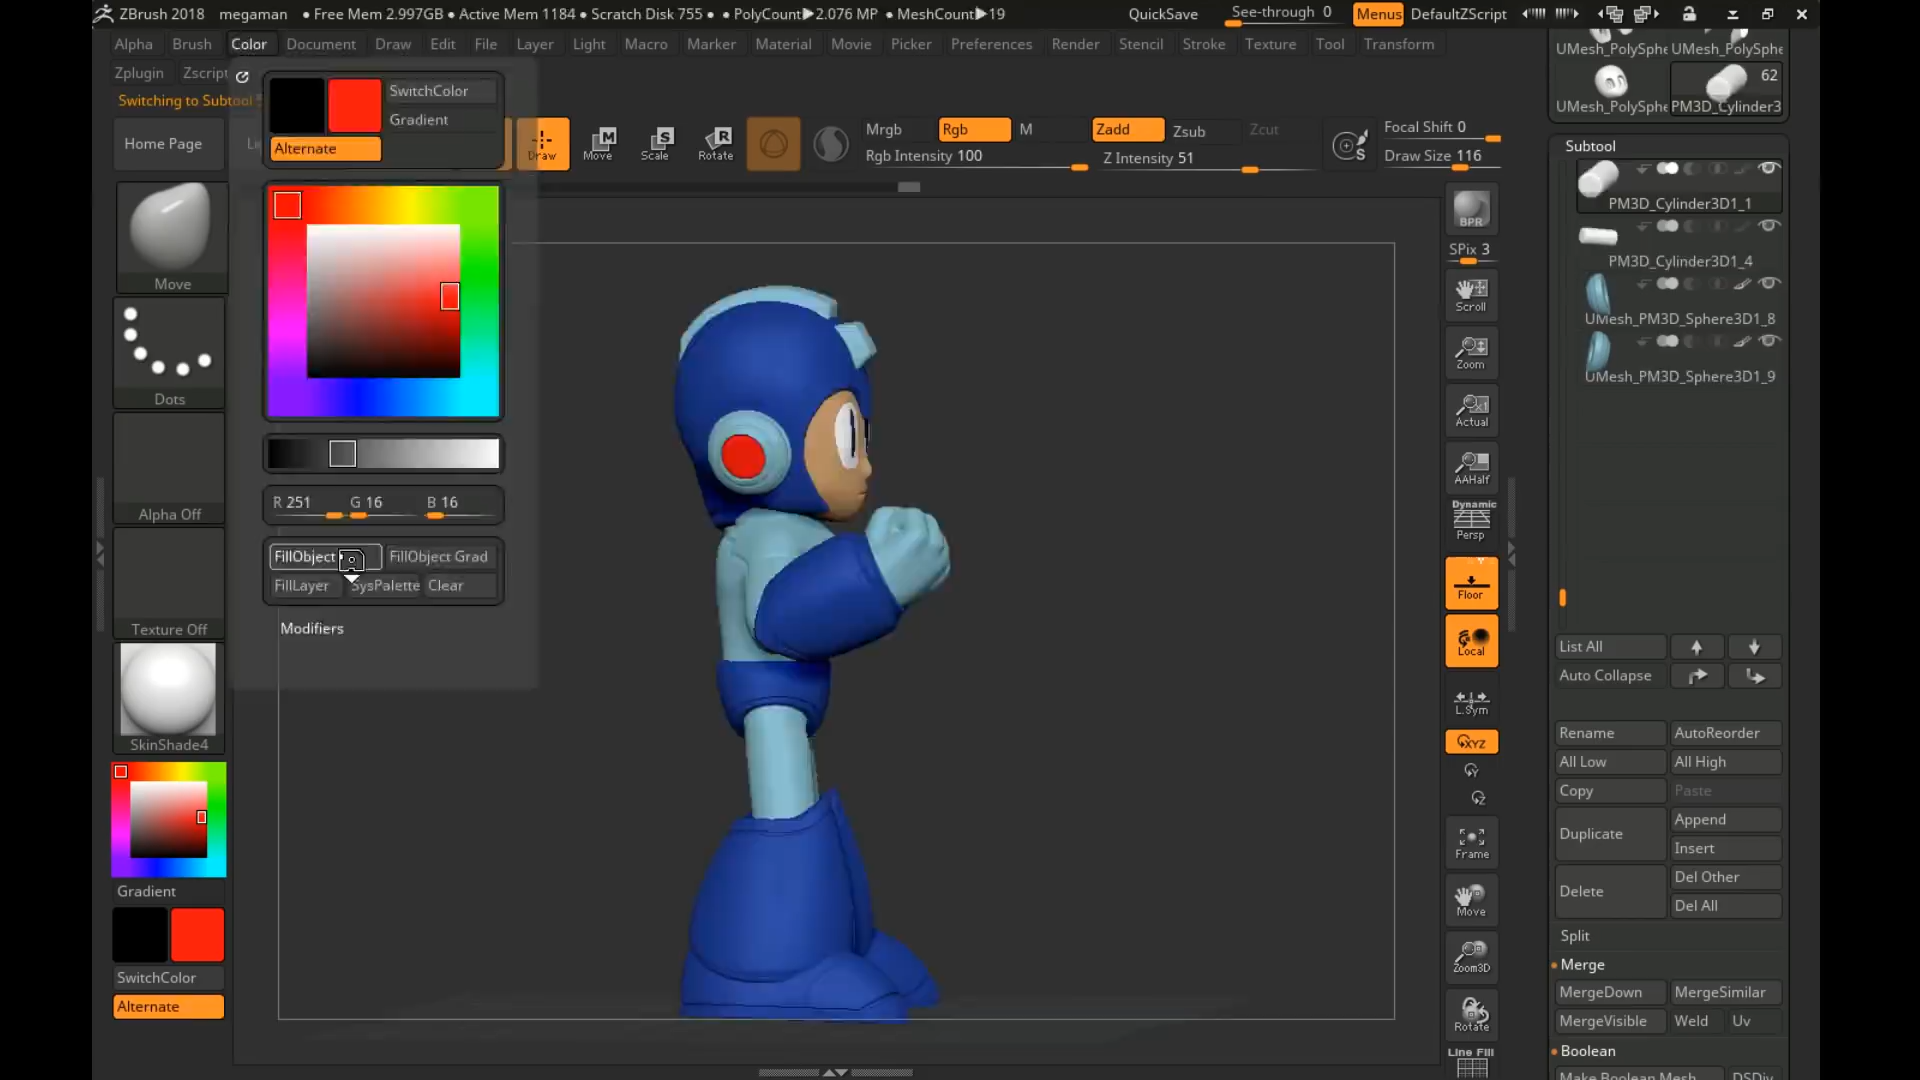 ZBrush 2018 megaman • Free Mem 2.997GB • Active Mem 1184 • Scratch Disk 755 • • PolyCount▶2.076 MP • MeshCount▶19 QuickSave See-through 0 Menus DefaultZScript
Alpha Brush Color Document Draw Edit File Layer Light Macro Marker Material Movie Picker Preferences Render Stencil Stroke Texture Tool Transform
Zplugin Zscript
Switching to Subtool
Home Page
SwitchColor
Gradient
Alternate
Draw Move Scale Rotate
Mrgb Rgb M Zadd Zsub Zcut
Rgb Intensity 100 Z Intensity 51
Focal Shift 0
Draw Size 116
Move
Dots
Alpha Off
Texture Off
SkinShade4
Gradient
SwitchColor
Alternate
R 251 G 16 B 16
FillObject FillObject Grad
FillLayer SysPalette Clear
Modifiers
BPR
SPix 3
Scroll
Zoom
Actual
AAHalf
Dynamic
Persp
Floor
Local
L.Sym
XYZ
Y
Z
Frame
Move
Zoom3D
Rotate
Line Fill
UMesh_PolySphe UMesh_PolySphe
62
UMesh_PolySphe PM3D_Cylinder3
Subtool
PM3D_Cylinder3D1_1
PM3D_Cylinder3D1_4
UMesh_PM3D_Sphere3D1_8
UMesh_PM3D_Sphere3D1_9
List All
Auto Collapse
Rename AutoReorder
All Low All High
Copy Paste
Duplicate Append
Insert
Delete Del Other
Del All
Split
Merge
MergeDown MergeSimilar
MergeVisible Weld Uv
Boolean
Make Boolean Mesh DSDiv